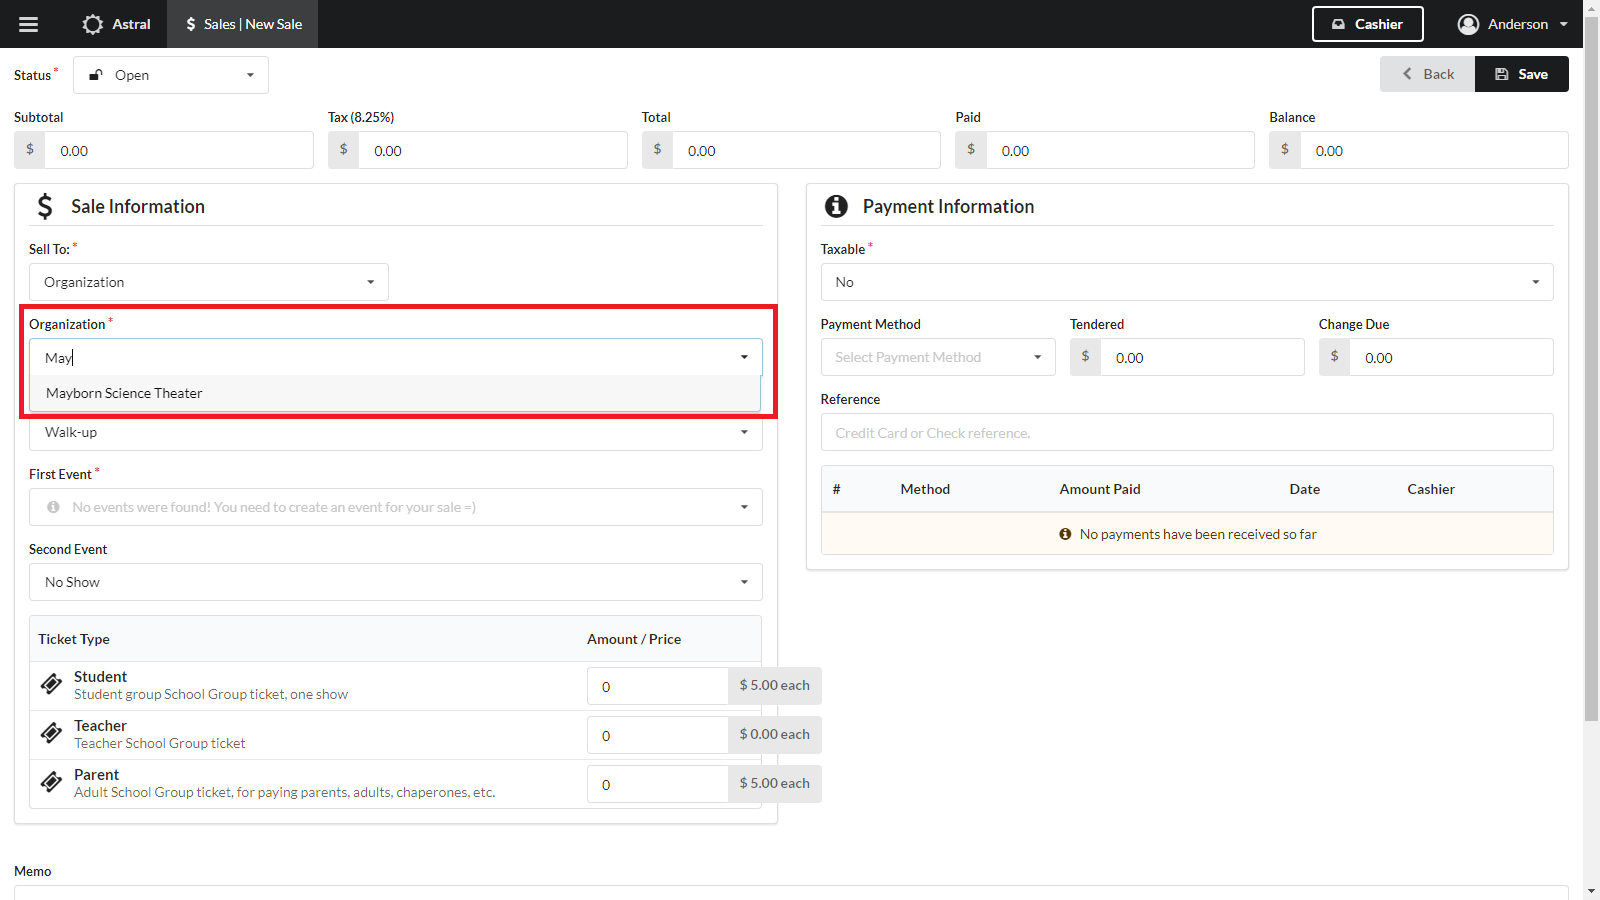 Astral
$ Sales | New Sale
Cashier
Anderson
Status *
Open
Back
Save
Subtotal
Tax (8.25%)
Total
Paid
Balance
$ 0.00
$ 0.00
$ 0.00
$ 0.00
$ 0.00
$ Sale Information
Sell To: *
Organization
Organization *
May
Mayborn Science Theater
Walk-up
First Event *
No events were found! You need to create an event for your sale =)
Second Event
No Show
Ticket Type
Amount / Price
Student
Student group School Group ticket, one show
0
$ 5.00 each
Teacher
Teacher School Group ticket
0
$ 0.00 each
Parent
Adult School Group ticket, for paying parents, adults, chaperones, etc.
0
$ 5.00 each
Payment Information
Taxable *
No
Payment Method
Tendered
Change Due
Select Payment Method
$ 0.00
$ 0.00
Reference
Credit Card or Check reference.
# Method Amount Paid Date Cashier
No payments have been received so far
Memo